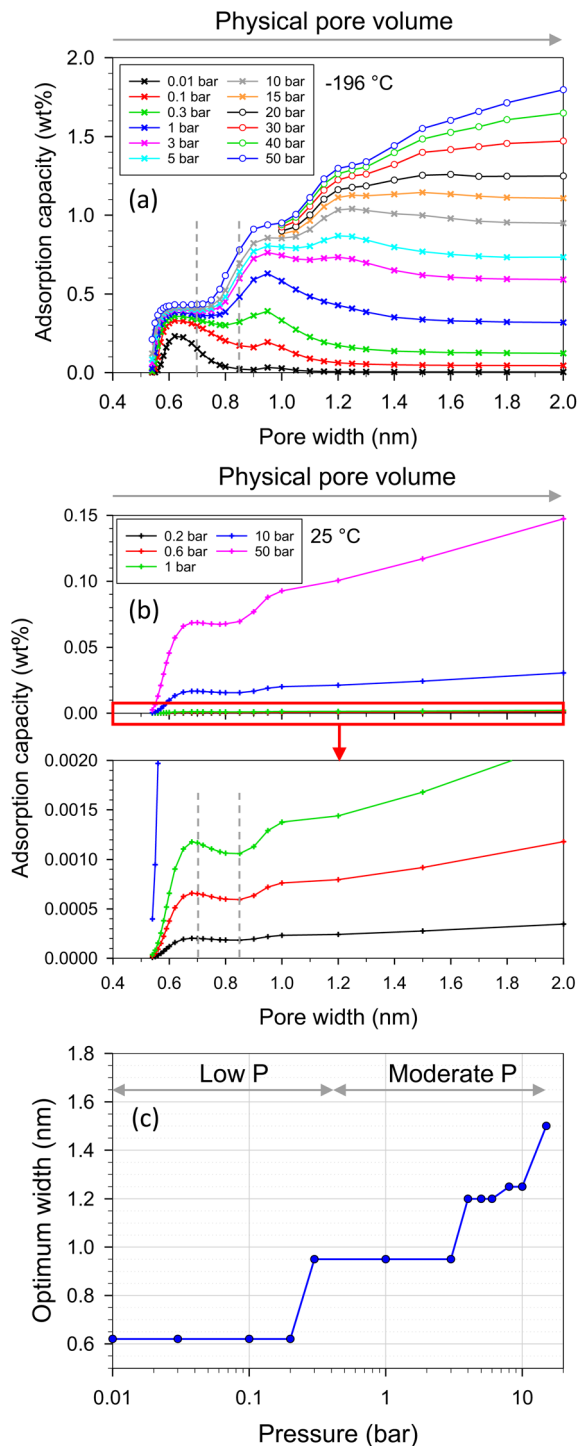 Physical pore volume
2.0
1.5
1.0
0.5
0.0
Adsorption capacity (wt%)
0.01 bar
0.1 bar
0.3 bar
1 bar
3 bar
5 bar
10 bar
15 bar
20 bar
30 bar
40 bar
50 bar
-196 °C
(a)
0.4 0.6 0.8 1.0 1.2 1.4 1.6 1.8 2.0
Pore width (nm)
Physical pore volume
0.15
0.10
0.05
0.00
Adsorption capacity (wt%)
0.2 bar
0.6 bar
1 bar
10 bar
50 bar
25 °C
(b)
0.0020
0.0015
0.0010
0.0005
0.0000
0.4 0.6 0.8 1.0 1.2 1.4 1.6 1.8 2.0
Pore width (nm)
1.8
1.6
1.4
1.2
1.0
0.8
0.6
Optimum width (nm)
Low P
Moderate P
(c)
0.01 0.1 1 10
Pressure (bar)